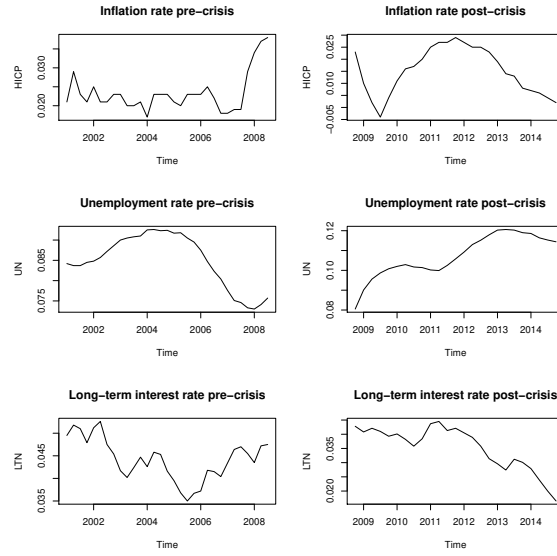 Inflation rate pre−crisis
HICP
0.020 0.030
2002 2004 2006 2008
Time
Inflation rate post−crisis
HICP
−0.005 0.005 0.015
2009 2010 2011 2012 2013 2014
Time
Unemployment rate pre−crisis
UN
0.075 0.085
2002 2004 2006 2008
Time
Unemployment rate post−crisis
UN
0.08 0.10 0.12
2009 2010 2011 2012 2013 2014
Time
Long−term interest rate pre−crisis
LTN
0.035 0.045
2002 2004 2006 2008
Time
Long−term interest rate post−crisis
LTN
0.020 0.035
2009 2010 2011 2012 2013 2014
Time